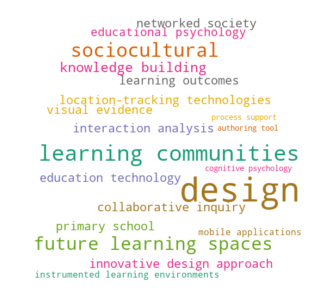 networked society
educational psychology
sociocultural
knowledge building
learning outcomes
location-tracking technologies
visual evidence
process support
interaction analysis
authoring tool
learning communities
cognitive psychology
education technology
design
collaborative inquiry
primary school
mobile applications
future learning spaces
innovative design approach
instrumented learning environments